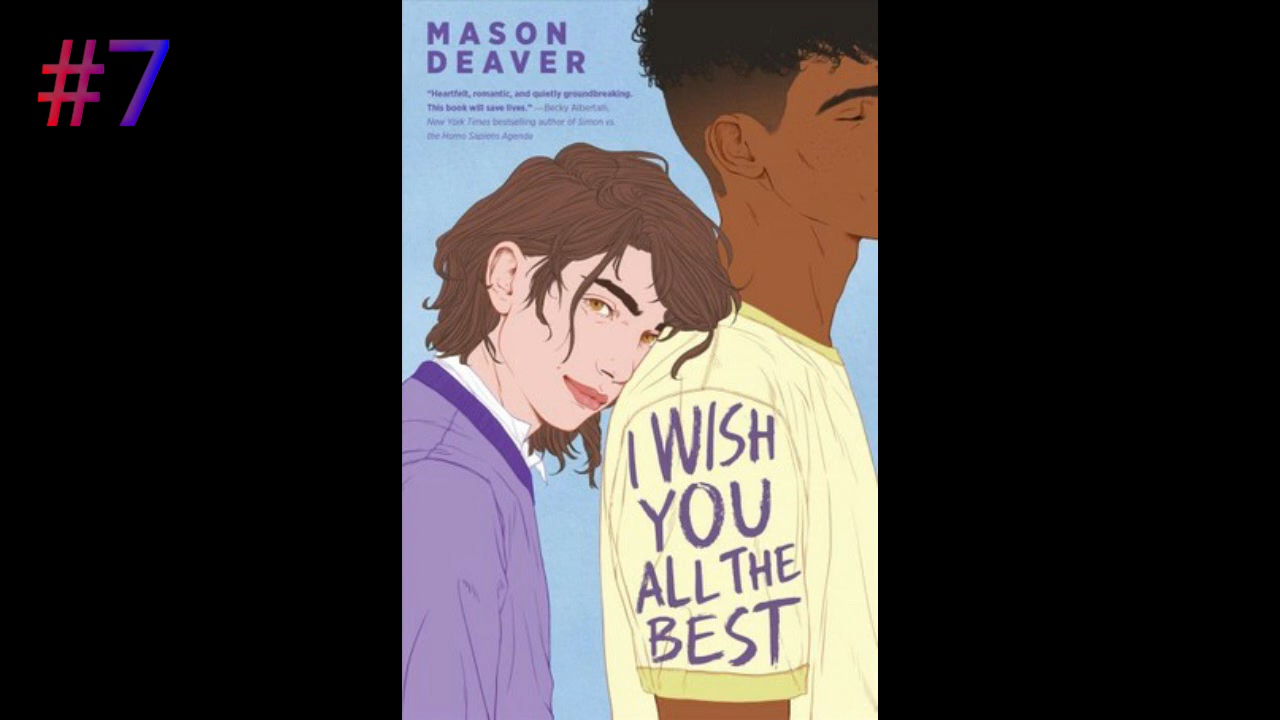 #7
MASON
DEAVER
"Heartfelt, romantic, and quietly groundbreaking.
This book will save lives." —Becky Albertalli,
New York Times bestselling author of Simon vs.
the Homo Sapiens Agenda
I WISH
YOU
ALL THE
BEST